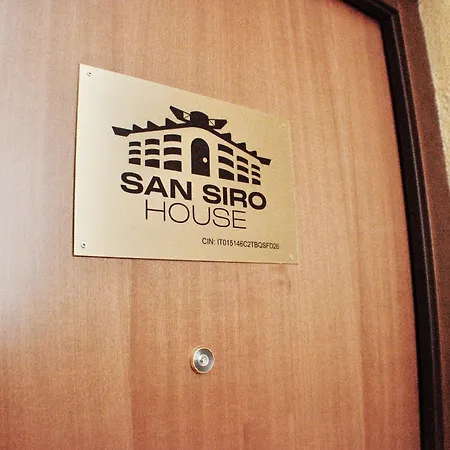 SAN SIRO
HOUSE
CIN: IT015146C2TBQSFD26